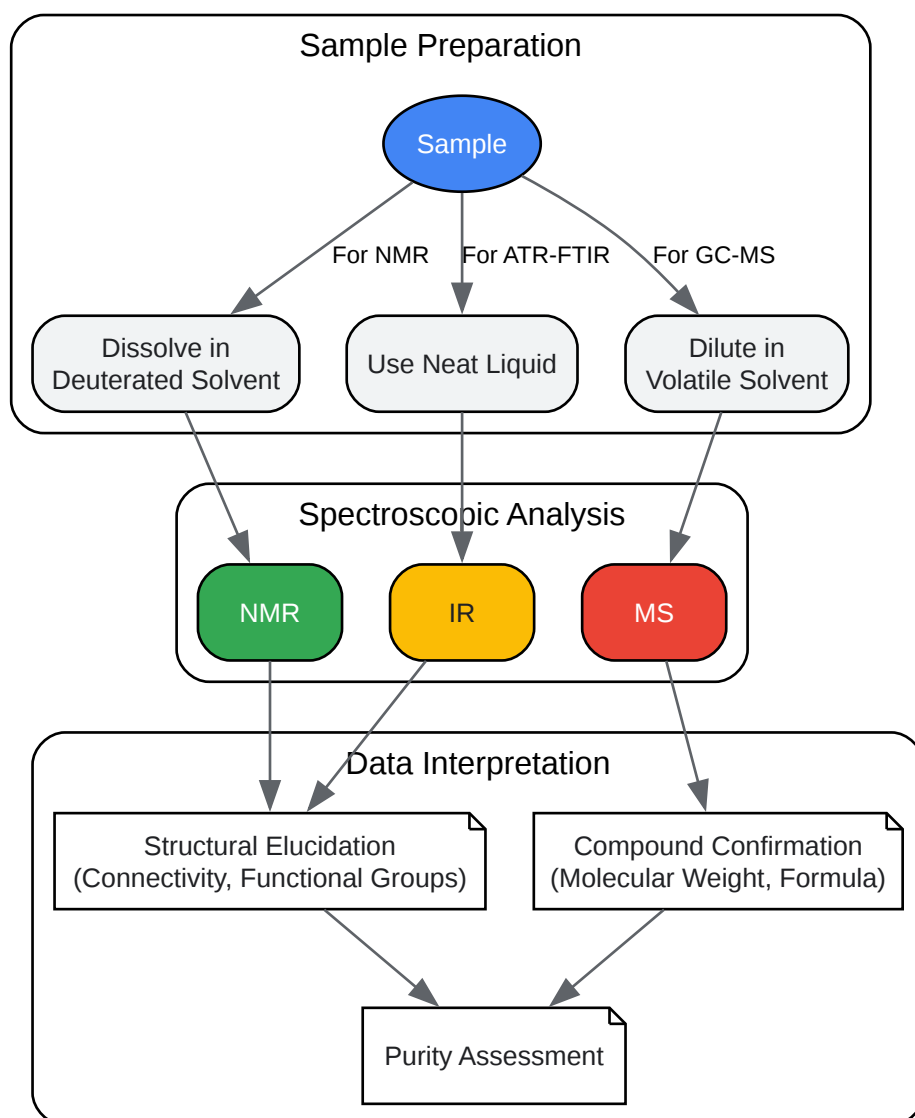 Sample Preparation
Sample
For NMR
For ATR-FTIR
For GC-MS
Dissolve in
Deuterated Solvent
Use Neat Liquid
Dilute in
Volatile Solvent
Spectroscopic Analysis
NMR
IR
MS
Data Interpretation
Structural Elucidation
(Connectivity, Functional Groups)
Compound Confirmation
(Molecular Weight, Formula)
Purity Assessment